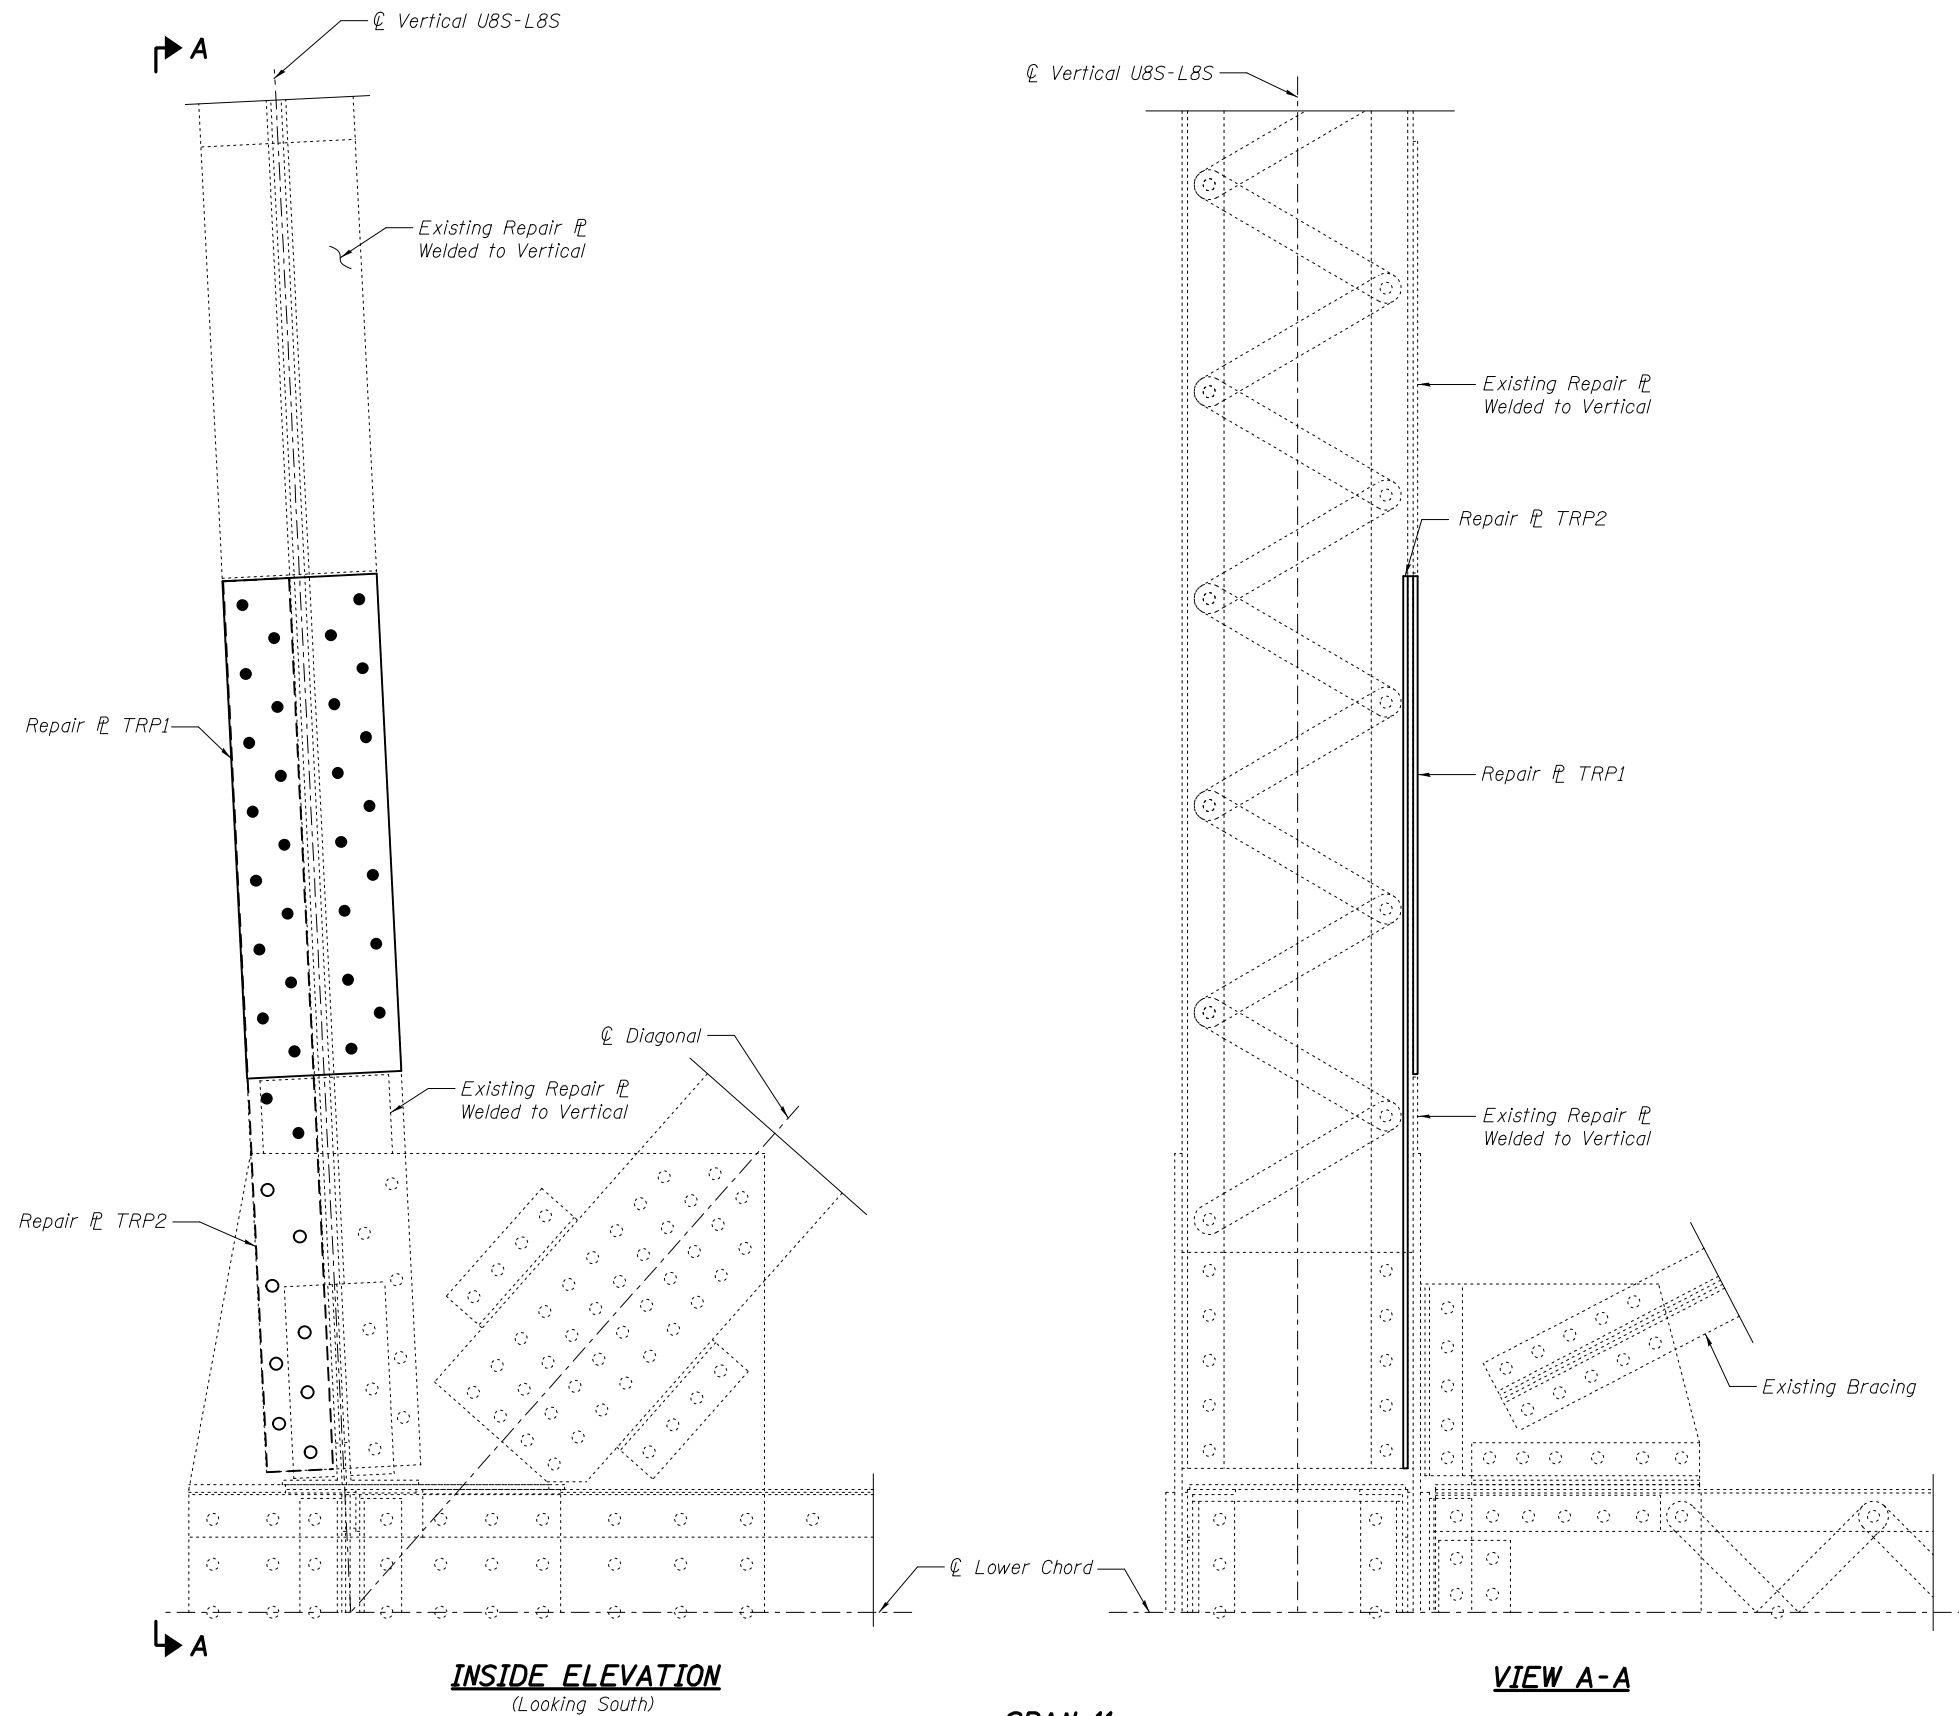 ℄ Vertical U8S-L8S
A
Existing Repair ⅊
Welded to Vertical
Repair ⅊ TRP1
℄ Diagonal
Existing Repair ⅊
Welded to Vertical
Repair ⅊ TRP2
℄ Lower Chord
A
INSIDE ELEVATION
(Looking South)
℄ Vertical U8S-L8S
Existing Repair ⅊
Welded to Vertical
Repair ⅊ TRP2
Repair ⅊ TRP1
Existing Repair ⅊
Welded to Vertical
Existing Bracing
VIEW A-A